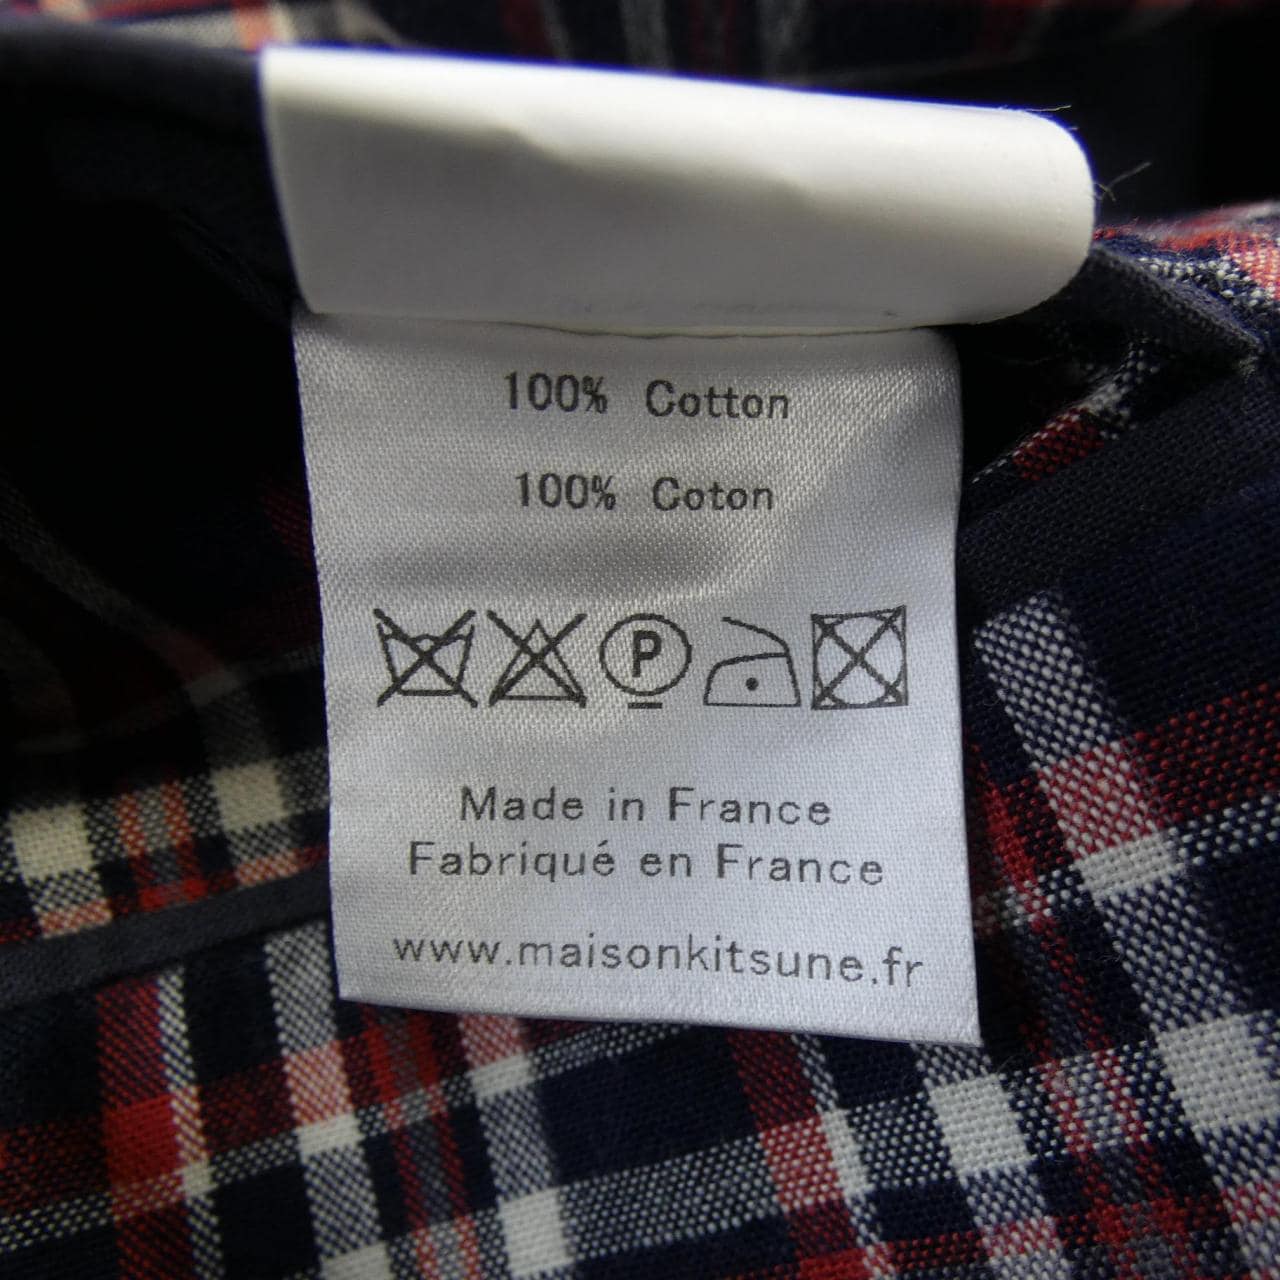 100% Cotton
100% Coton
P
Made in France
Fabriqué en France
www.maisonkitsune.fr